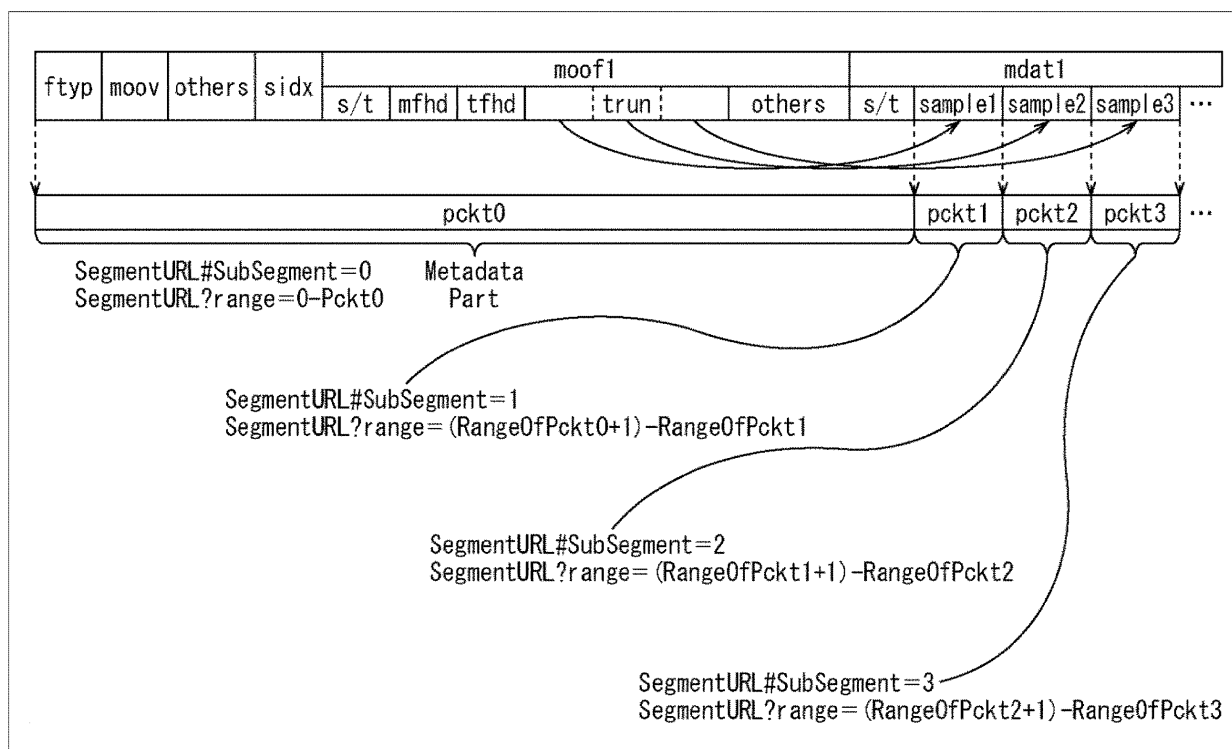 ftyp moov others sidx moof1 mdat1
s/t mfhd tfhd trun others s/t sample1 sample2 sample3 ···
pckt0 pckt1 pckt2 pckt3 ···
SegmentURL#SubSegment=0 Metadada
SegmentURL?range=0-Pckt0 Part
SegmentURL#SubSegment=1
SegmentURL?range=(RangeOfPckt0+1)-RangeOfPckt1
SegmentURL#SubSegment=2
SegmentURL?range=(RangeOfPckt1+1)-RangeOfPckt2
SegmentURL#SubSegment=3
SegmentURL?range=(RangeOfPckt2+1)-RangeOfPckt3